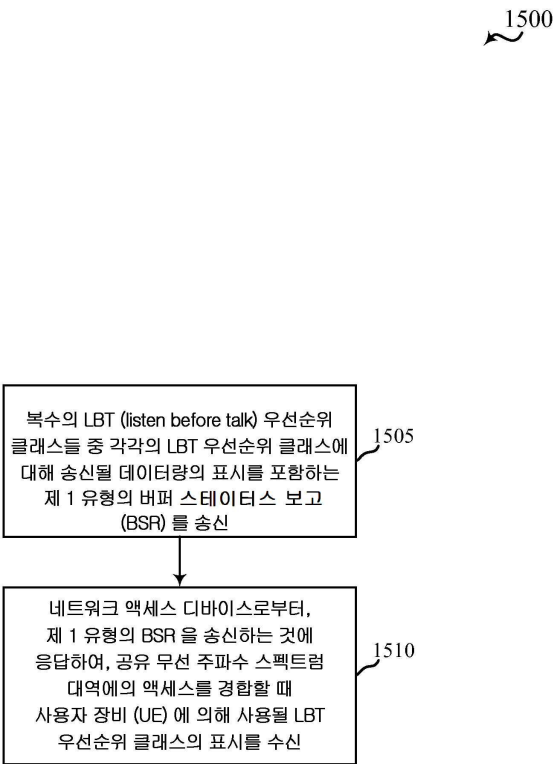 1500
복수의 LBT (listen before talk) 우선순위
클래스들 중 각각의 LBT 우선순위 클래스에
대해 송신될 데이터량의 표시를 포함하는
제 1 유형의 버퍼 스테이터스 보고
(BSR) 를 송신
1505
네트워크 액세스 디바이스로부터,
제 1 유형의 BSR 을 송신하는 것에
응답하여, 공유 무선 주파수 스펙트럼
대역에의 액세스를 경합할 때
사용자 장비 (UE) 에 의해 사용될 LBT
우선순위 클래스의 표시를 수신
1510